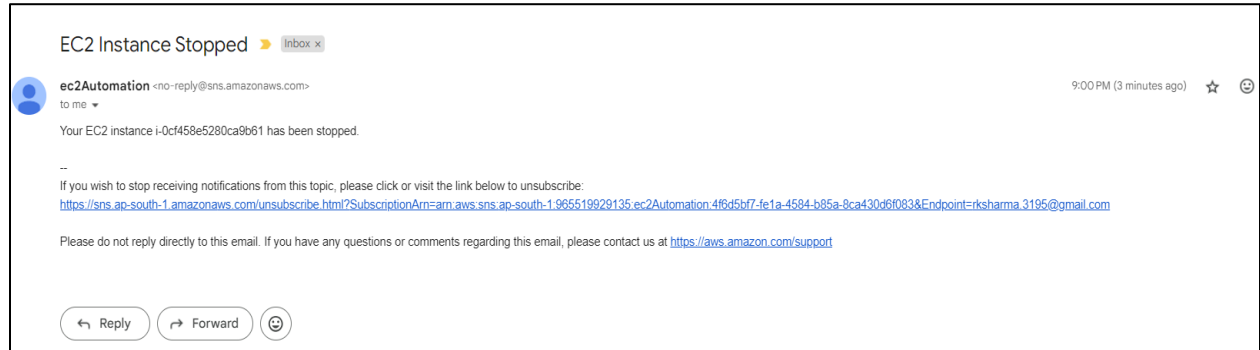 EC2 Instance Stopped Inbox x
ec2Automation <no-reply@sns.amazonaws.com> 9:00 PM (3 minutes ago)
to me
Your EC2 instance i-0cf458e5280ca9b61 has been stopped.
--
If you wish to stop receiving notifications from this topic, please click or visit the link below to unsubscribe:
https://sns.ap-south-1.amazonaws.com/unsubscribe.html?SubscriptionArn=arn:aws:sns:ap-south-1:965519929135:ec2Automation:4f6d5bf7-fe1a-4584-b85a-8ca430d6f083&Endpoint=rksharma.3195@gmail.com
Please do not reply directly to this email. If you have any questions or comments regarding this email, please contact us at https://aws.amazon.com/support
Reply Forward